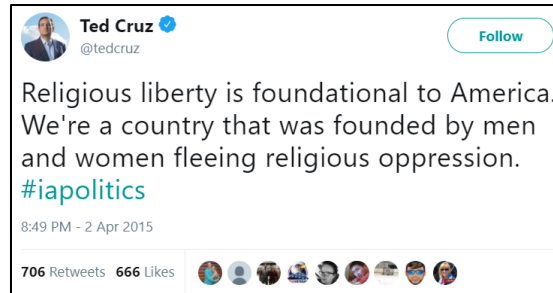 Ted Cruz
@tedcruz
Follow
Religious liberty is foundational to America.
We're a country that was founded by men
and women fleeing religious oppression.
#iapolitics
8:49 PM - 2 Apr 2015
706 Retweets 666 Likes